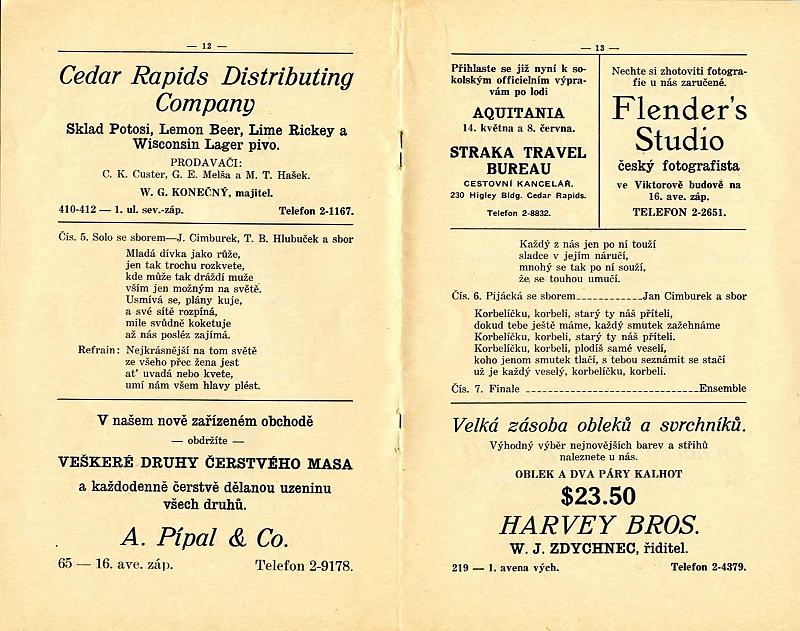 — 12 —
Cedar Rapids Distributing
Company
Sklad Potosi, Lemon Beer, Lime Rickey a
Wisconsin Lager pivo.
PRODAVAČI:
C. K. Custer, G. E. Melša a M. T. Hašek.
W. G. KONEČNÝ, majitel.
410-412 — 1. ul. sev.-záp. Telefon 2-1167.
Čís. 5. Solo se sborem—J. Cimburek, T. B. Hlubuček a sbor
Mladá dívka jako růže,
jen tak trochu rozkvete,
kde může tak dráždí muže
vším jen možným na světě.
Usmívá se, plány kuje,
a své sítě rozpíná,
mile svůdně koketuje
až nás posléz zajímá.
Refrain: Nejkrásnější na tom světě
ze všeho přec žena jest
ať uvadá nebo kvete,
umí nám všem hlavy plést.
V našem nově zařízeném obchodě
— obdržíte —
VEŠKERÉ DRUHY ČERSTVÉHO MASA
a každodenně čerstvě dělanou uzeninu
všech druhů.
A. Pípal & Co.
65 — 16. ave. záp. Telefon 2-9178.
— 13 —
Přihlaste se již nyní k so-
kolským officielním výpra-
vám po lodi
AQUITANIA
14. května a 8. června.
STRAKA TRAVEL
BUREAU
CESTOVNÍ KANCELÁŘ.
230 Higley Bldg. Cedar Rapids.
Telefon 2-8832.
Nechte si zhotoviti fotogra-
fie u nás zaručené.
Flender's
Studio
český fotografista
ve Viktorově budově na
16. ave. záp.
TELEFON 2-2651.
Každý z nás jen po ní touží
sladce v jejím náručí,
mnohý se tak po ní souží,
že se touhou umučí.
Čís. 6. Pijácká se sborem____________Jan Cimburek a sbor
Korbelíčku, korbeli, starý ty náš příteli,
dokud tebe ještě máme, každý smutek zažehnáme
Korbelíčku, korbeli, starý ty náš příteli.
Korbelíčku, korbeli, plodíš samé veselí,
koho jenom smutek tlačí, s tebou seznámit se stačí
už je každý veselý, korbelíčku, korbeli.
Čís. 7. Finale ________________________________Ensemble
Velká zásoba obleků a svrchníků.
Výhodný výběr nejnovějších barev a střihů
naleznete u nás.
OBLEK A DVA PÁRY KALHOT
$23.50
HARVEY BROS.
W. J. ZDYCHNEC, řiditel.
219 — 1. avena vých. Telefon 2-4379.